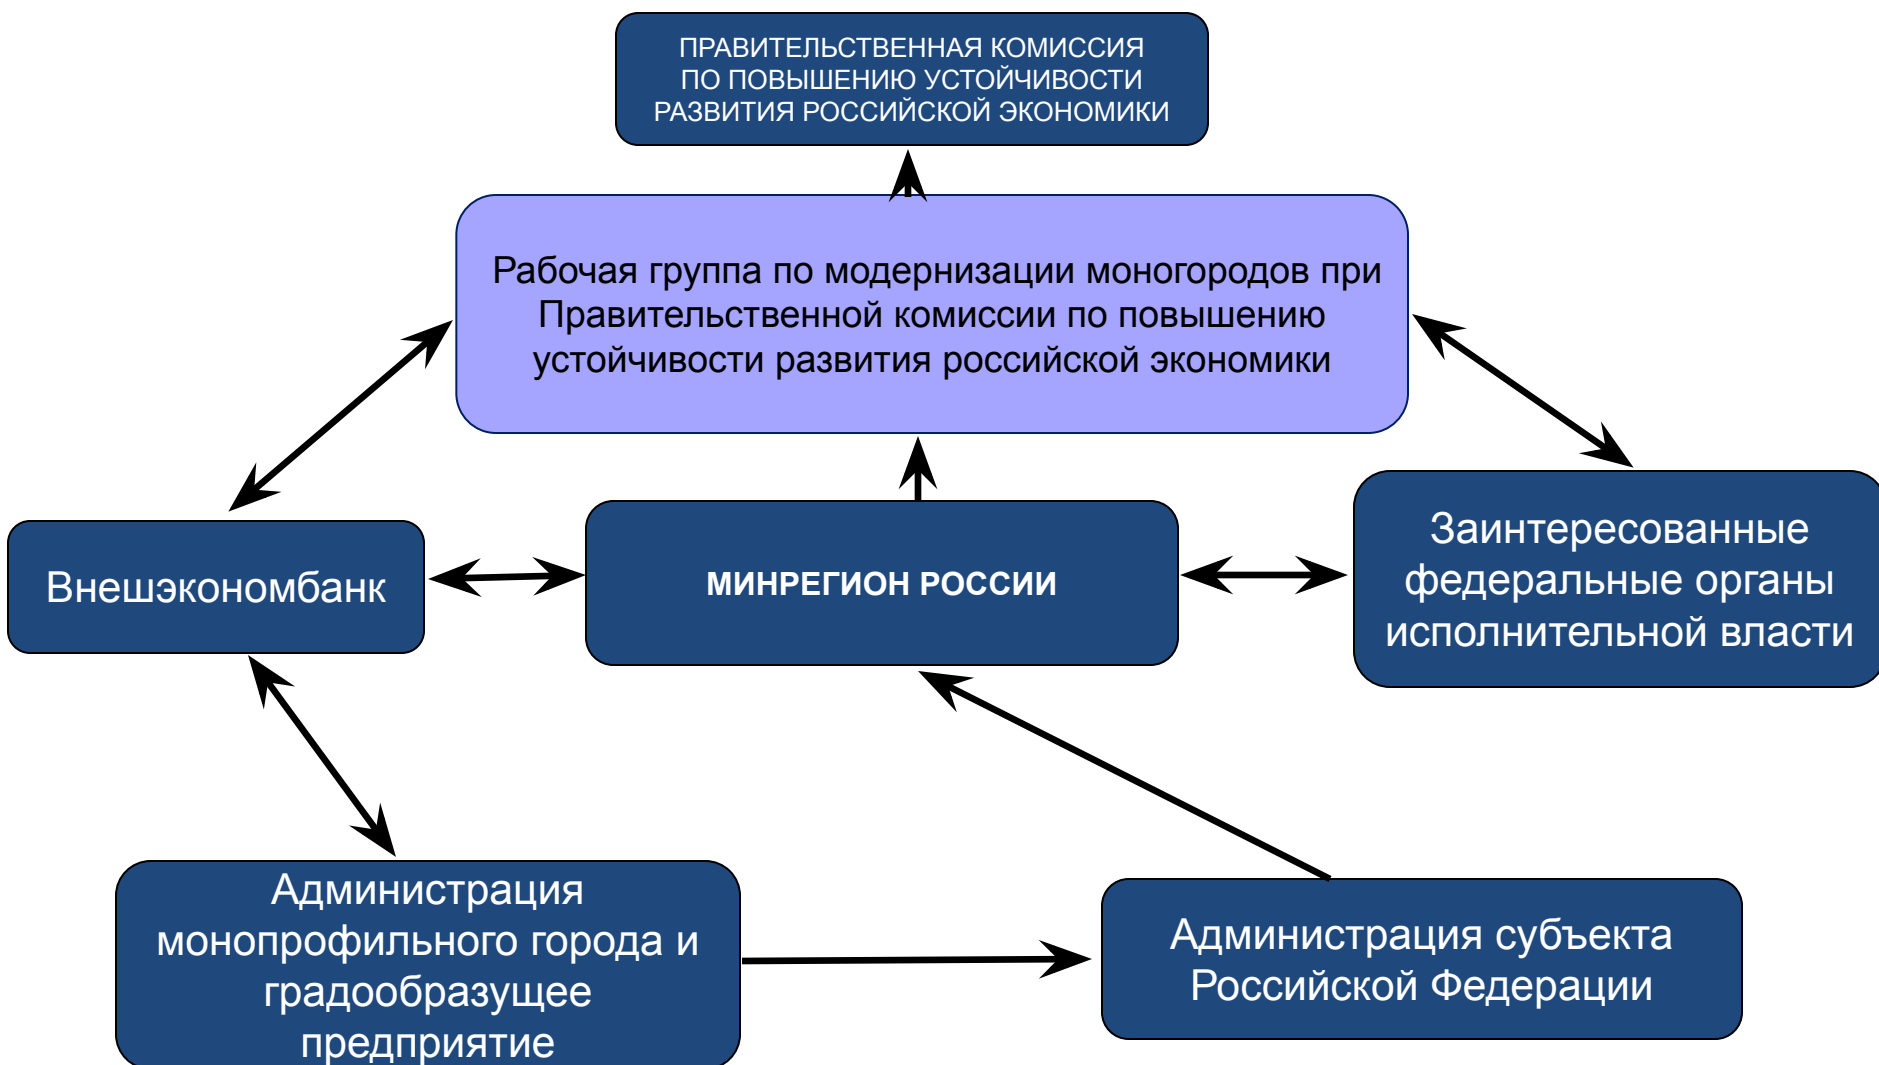 ПРАВИТЕЛЬСТВЕННАЯ КОМИССИЯ
ПО ПОВЫШЕНИЮ УСТОЙЧИВОСТИ
РАЗВИТИЯ РОССИЙСКОЙ ЭКОНОМИКИ
Рабочая группа по модернизации моногородов при
Правительственной комиссии по повышению
устойчивости развития российской экономики
Внешэкономбанк
МИНРЕГИОН РОССИИ
Заинтересованные
федеральные органы
исполнительной власти
Администрация
монопрофильного города и
градообразущее
предприятие
Администрация субъекта
Российской Федерации